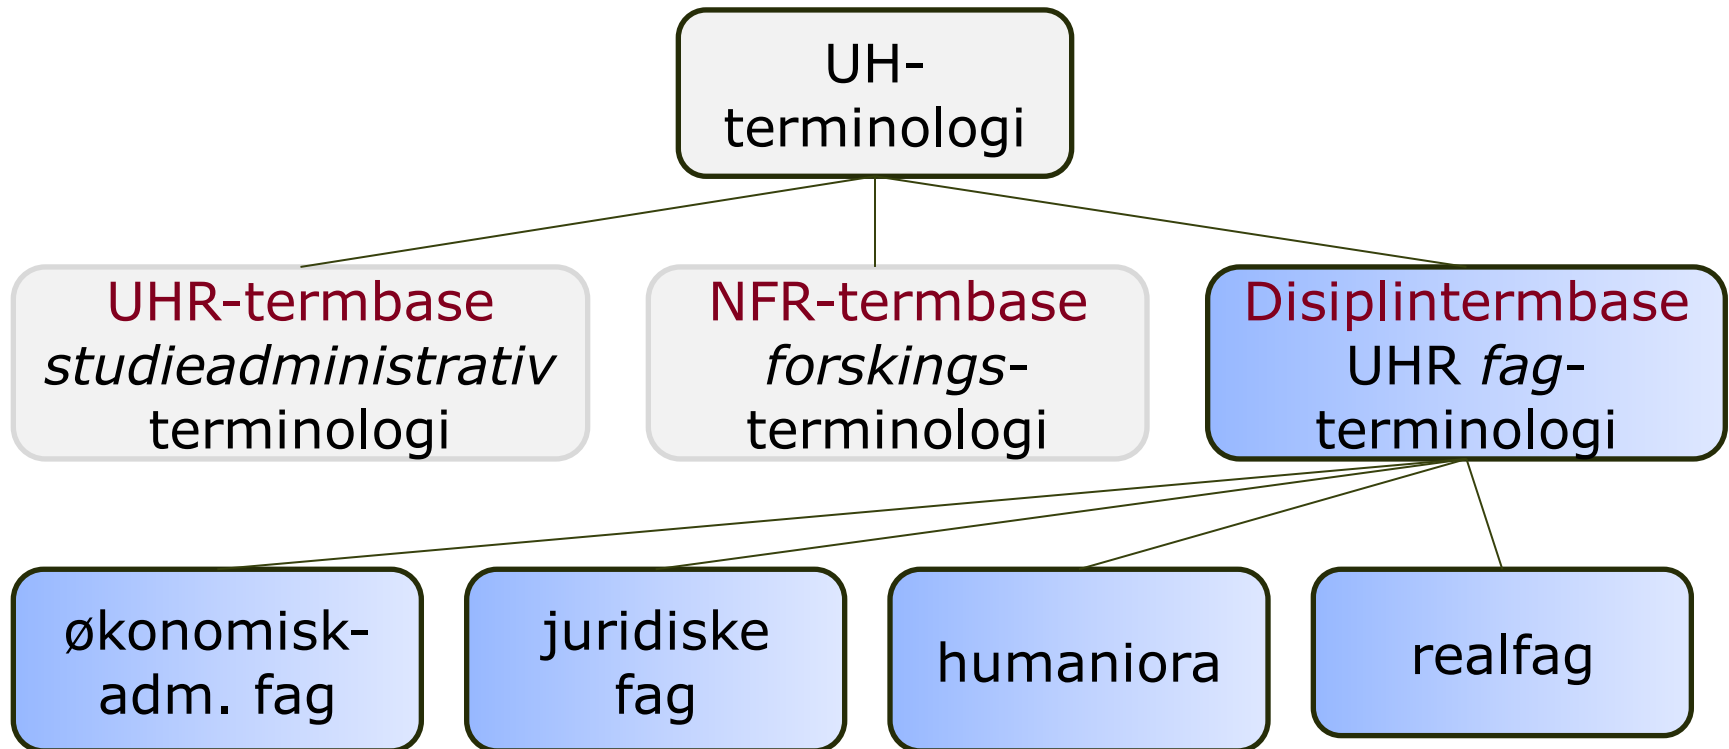 UH-
terminologi
UHR-termbase
studieadministrativ
terminologi
NFR-termbase
forskings-
terminologi
Disiplintermbase
UHR fag-
terminologi
økonomisk-
adm. fag
juridiske
fag
humaniora
realfag